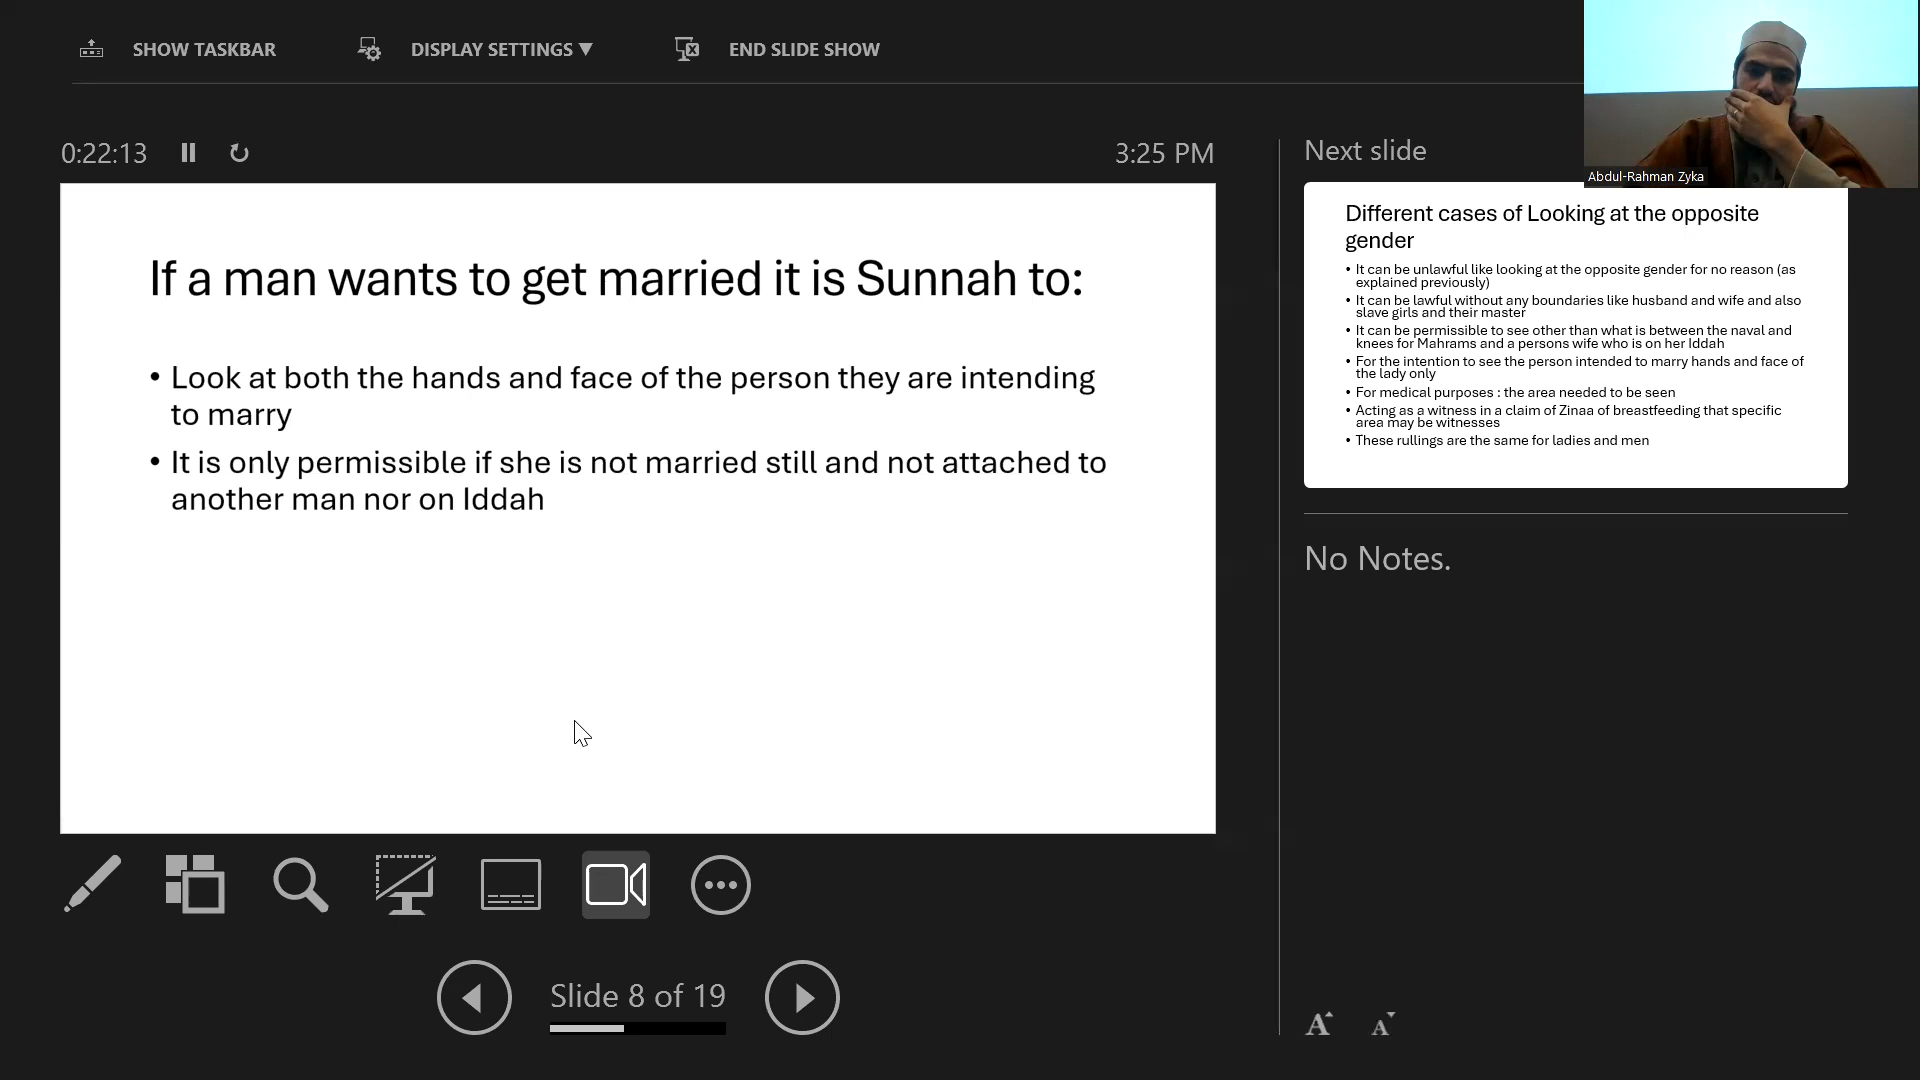 SHOW TASKBAR
DISPLAY SETTINGS ▼
END SLIDE SHOW
0:22:13
3:25 PM
If a man wants to get married it is Sunnah to:
• Look at both the hands and face of the person they are intending
to marry
• It is only permissible if she is not married still and not attached to
another man nor on Iddah
Slide 8 of 19
Next slide
Abdul-Rahman Zyka
Different cases of Looking at the opposite
gender
• It can be unlawful like looking at the opposite gender for no reason (as
explained previously)
• It can be lawful without any boundaries like husband and wife and also
slave girls and their master
• It can be permissible to see other than what is between the naval and
knees for Mahrams and a persons wife who is on her Iddah
• For the intention to see the person intended to marry hands and face of
the lady only
• For medical purposes : the area needed to be seen
• Acting as a witness in a claim of Zinaa of breastfeeding that specific
area may be witnesses
• These rullings are the same for ladies and men
No Notes.
A A